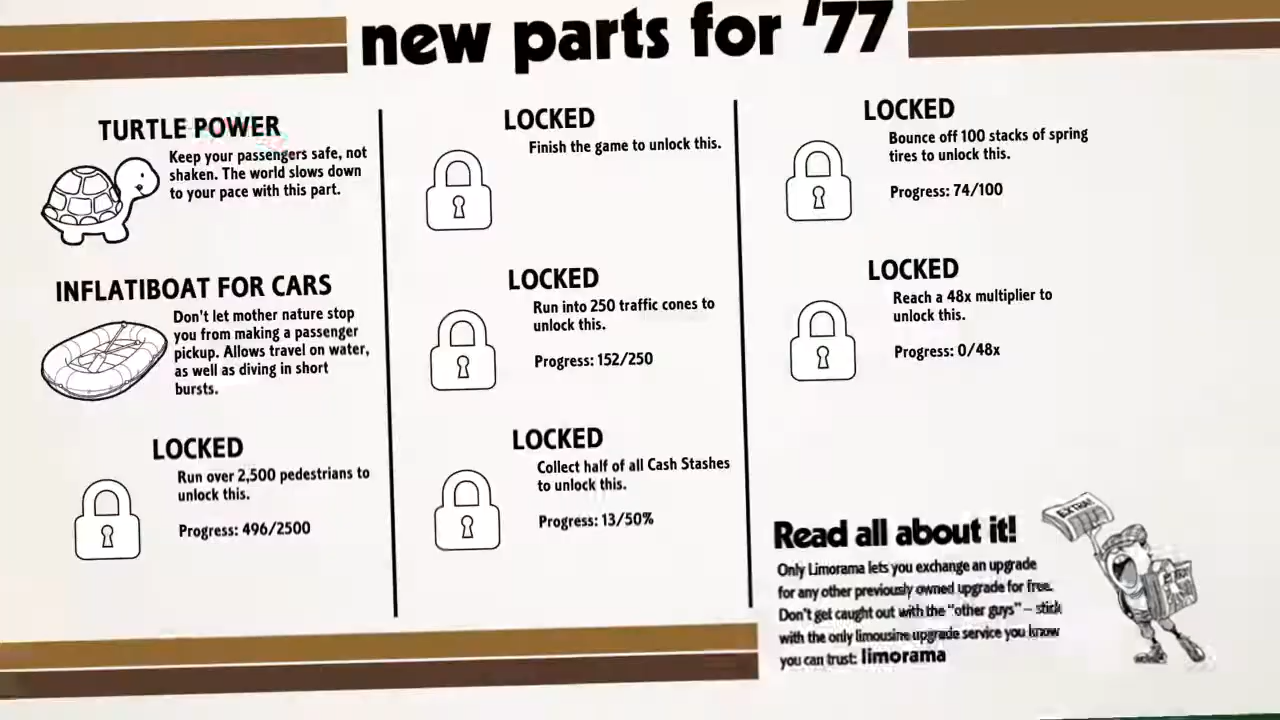 new parts for '77
TURTLE POWER
Keep your passengers safe, not
shaken. The world slows down
to your pace with this part.
INFLATIBOAT FOR CARS
Don't let mother nature stop
you from making a passenger
pickup. Allows travel on water,
as well as diving in short
bursts.
LOCKED
Run over 2,500 pedestrians to
unlock this.
Progress: 496/2500
LOCKED
Finish the game to unlock this.
LOCKED
Run into 250 traffic cones to
unlock this.
Progress: 152/250
LOCKED
Collect half of all Cash Stashes
to unlock this.
Progress: 13/50%
LOCKED
Bounce off 100 stacks of spring
tires to unlock this.
Progress: 74/100
LOCKED
Reach a 48x multiplier to
unlock this.
Progress: 0/48x
Read all about it!
Only Limorama lets you exchange an upgrade
for any other previously owned upgrade for free.
Don't get caught out with the "other guys" – stick
with the only limousine upgrade service you know
you can trust: limorama
EXTRA!